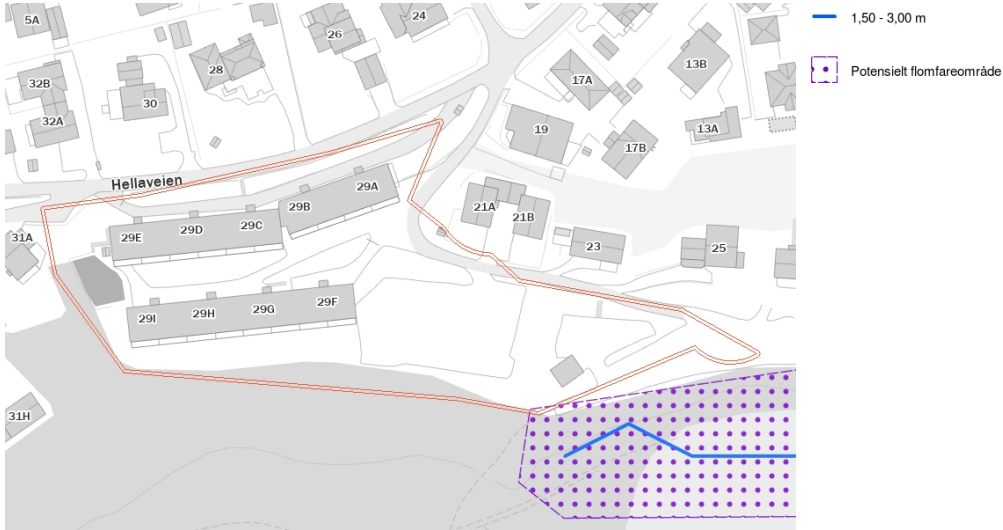 5A
24
26
32B
28
30
32A
17A
13B
19
17B
13A
Hellaveien
29A
29B
29C
29D
29E
31A
21A
21B
23
25
29F
29G
29H
29I
31H
1,50 - 3,00 m
Potensielt flomfareområde